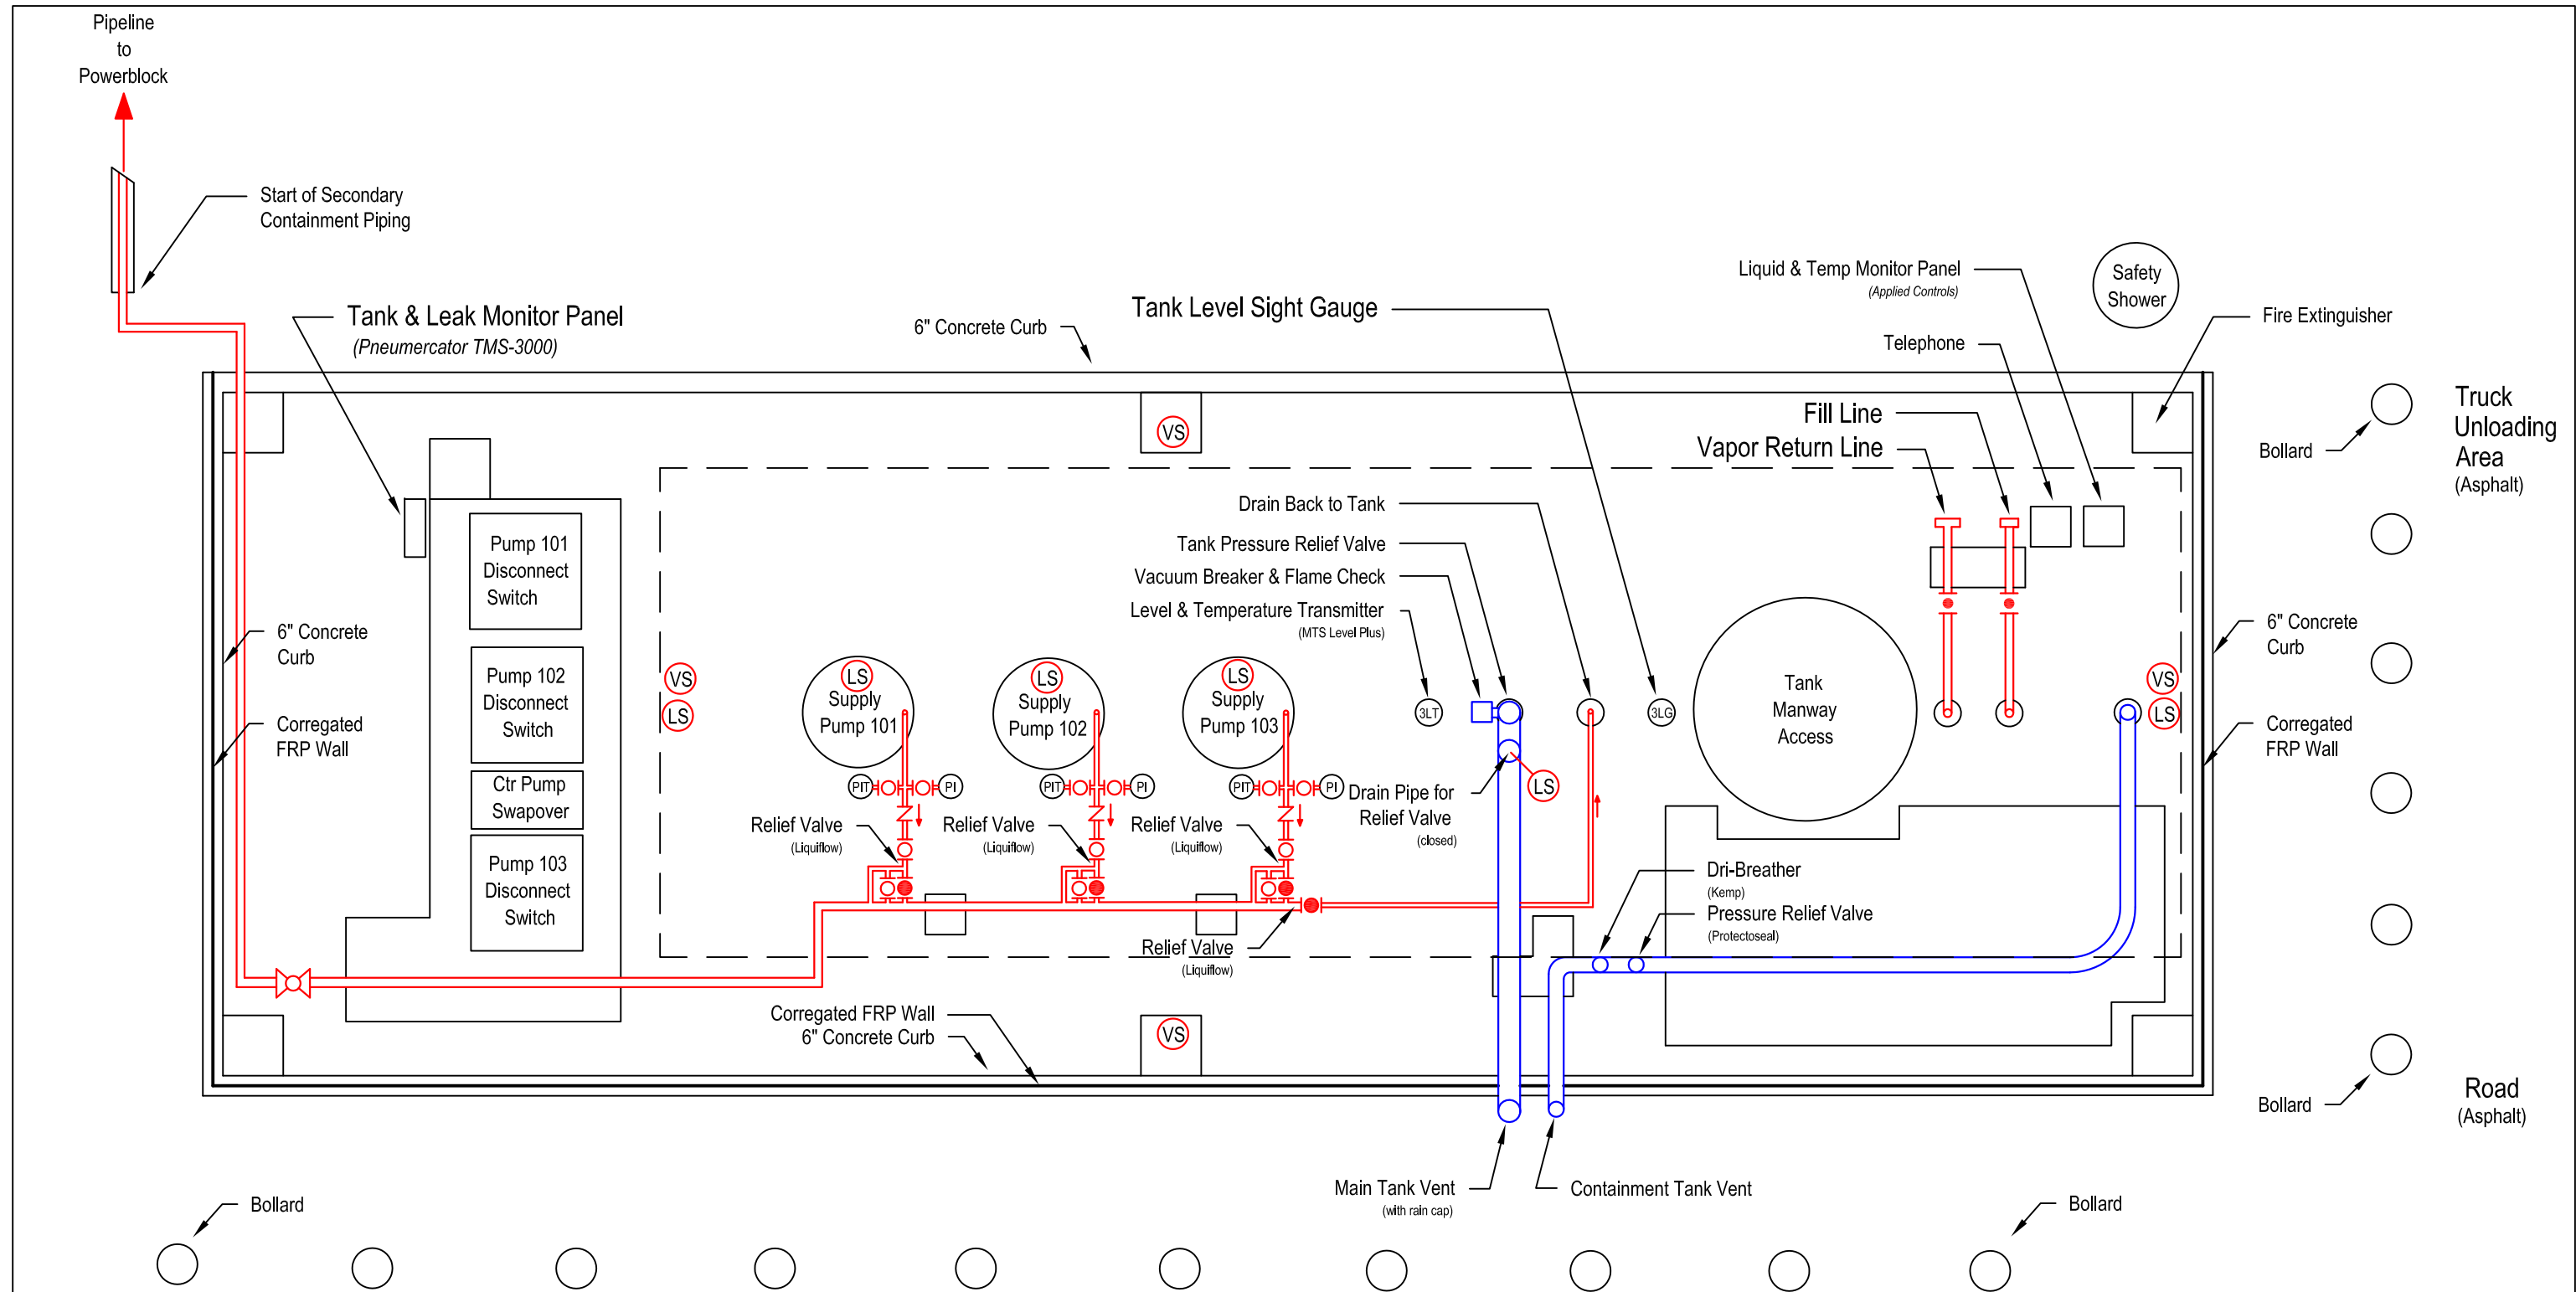 Pipeline
to
Powerblock
Start of Secondary
Containment Piping
Tank & Leak Monitor Panel
(Pneumercator TMS-3000)
6" Concrete Curb
Tank Level Sight Gauge
Liquid & Temp Monitor Panel
(Applied Controls)
Safety
Shower
Telephone
Fire Extinguisher
Fill Line
Vapor Return Line
Bollard
Truck
Unloading
Area
(Asphalt)
VS
Drain Back to Tank
Tank Pressure Relief Valve
Vacuum Breaker & Flame Check
Level & Temperature Transmitter
(MTS Level Plus)
Pump 101
Disconnect
Switch
Pump 102
Disconnect
Switch
Ctr Pump
Swapover
Pump 103
Disconnect
Switch
6" Concrete
Curb
Corregated
FRP Wall
VS
LS
LS
Supply
Pump 101
LS
Supply
Pump 102
LS
Supply
Pump 103
3LT
3LG
Tank
Manway
Access
VS
LS
6" Concrete
Curb
Corregated
FRP Wall
PIT
PI
PIT
PI
PIT
PI
LS
Drain Pipe for
Relief Valve
(closed)
Relief Valve
(Liquiflow)
Relief Valve
(Liquiflow)
Relief Valve
(Liquiflow)
Dri-Breather
(Kemp)
Pressure Relief Valve
(Protectoseal)
Relief Valve
(Liquiflow)
Corregated FRP Wall
6" Concrete Curb
VS
Bollard
Road
(Asphalt)
Main Tank Vent
(with rain cap)
Containment Tank Vent
Bollard
Bollard